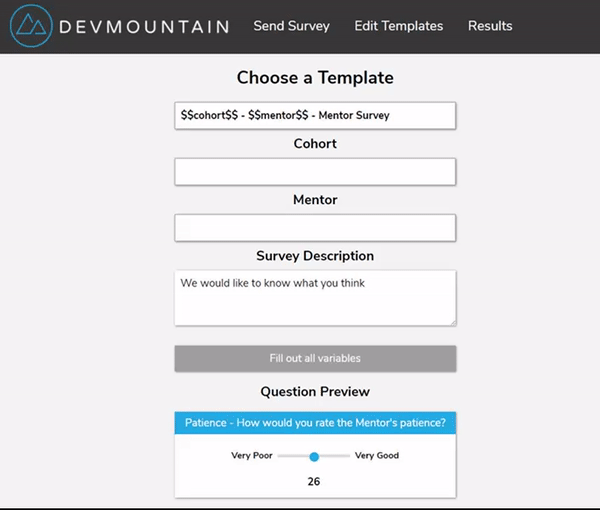 DEVMOUNTAIN Send Survey Edit Templates Results
Choose a Template
$$cohort$$ - $$mentor$$ - Mentor Survey
Cohort
Mentor
Survey Description
We would like to know what you think
Fill out all variables
Question Preview
Patience - How would you rate the Mentor's patience?
Very Poor Very Good
26